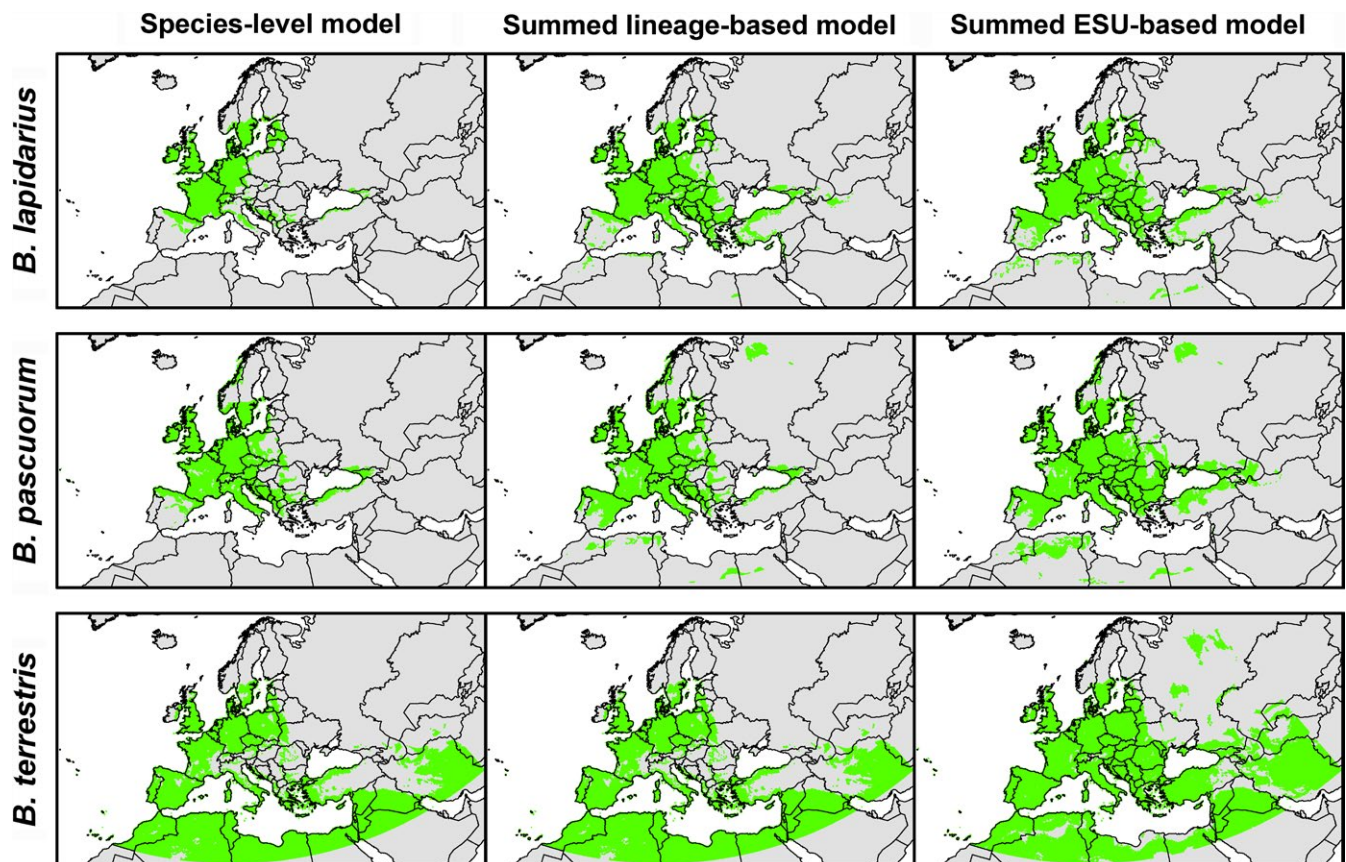 Species-level model
Summed lineage-based model
Summed ESU-based model
B. lapidarius
B. pascuorum
B. terrestris